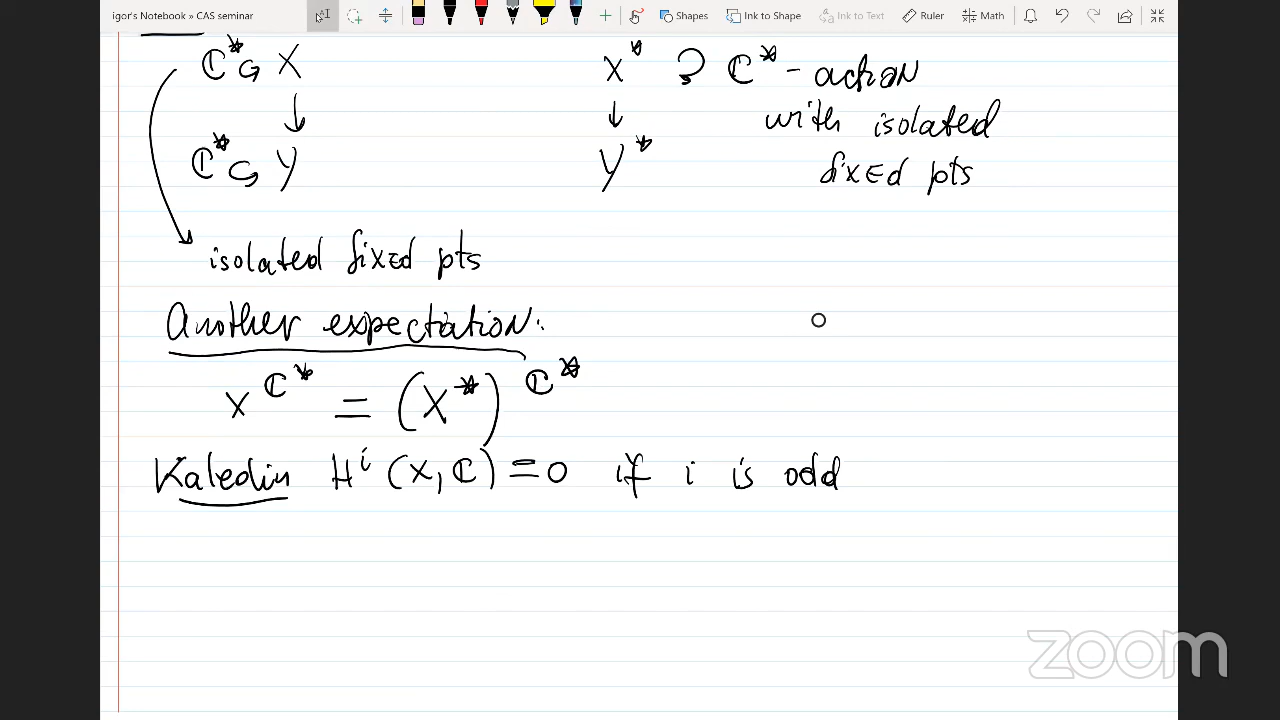 igor's Notebook » CAS seminar
Shapes Ink to Shape Ink to Text Ruler Math
ℂ* ↻ X X* ? ℂ*- action
↓ ↓ with isolated
ℂ* ↻ Y Y* fixed pts
isolated fixed pts
Another expectation:
X^ℂ* = (X*)^ℂ*
Kaledin H^i (X, ℂ) = 0 if i is odd
zoom